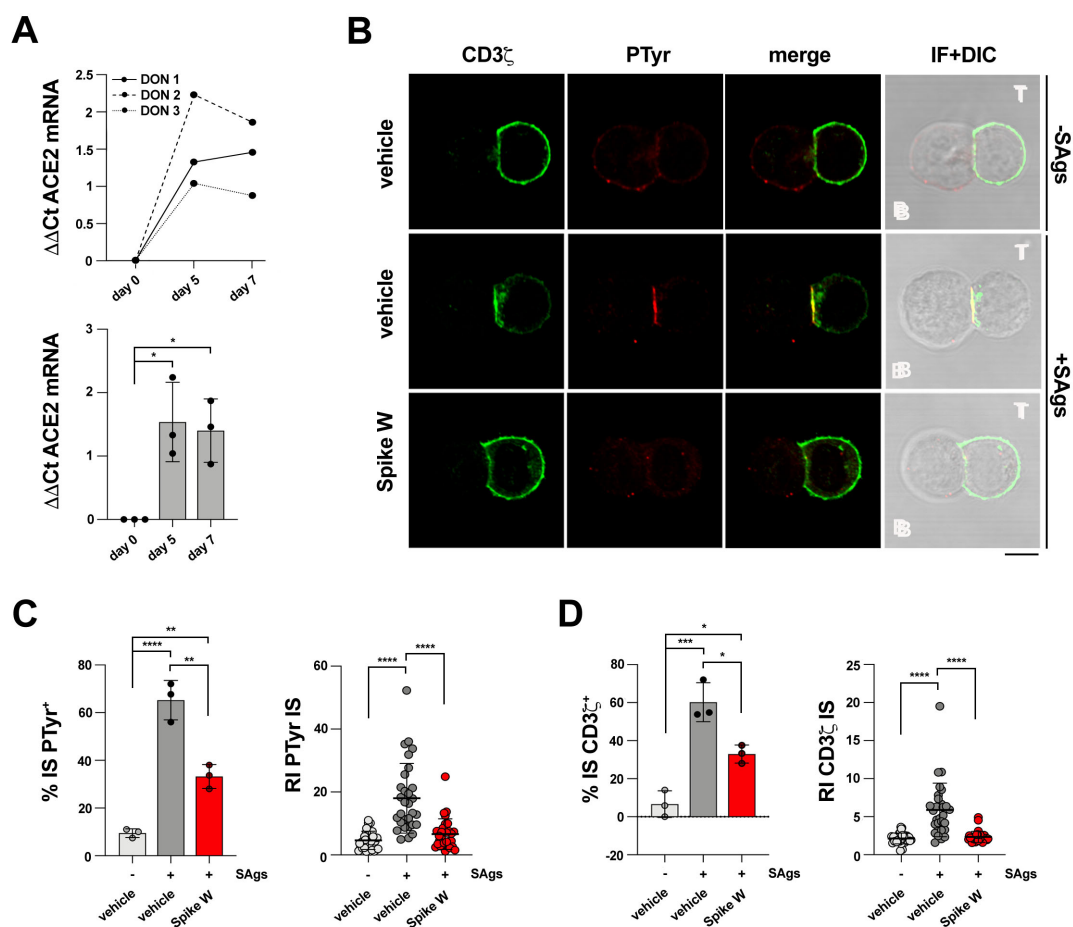 A
ΔΔCt ACE2 mRNA
2.5
2
1.5
1
0.5
0
DON 1
DON 2
DON 3
day 0
day 5
day 7
ΔΔCt ACE2 mRNA
3
2
1
0
*
*
day 0
day 5
day 7
B
CD3ζ
PTyr
merge
IF+DIC
vehicle
T
B
-SAgs
vehicle
T
B
+SAgs
Spike W
T
B
C
% IS PTyr+
80
60
40
20
0
**
****
**
- + + SAgs
vehicle
vehicle
Spike W
RI PTyr IS
60
40
20
0
****
****
- + + SAgs
vehicle
vehicle
Spike W
D
% IS CD3ζ+
80
60
40
20
0
-20
*
***
*
- + + SAgs
vehicle
vehicle
Spike W
RI CD3ζ IS
25
20
15
10
5
0
****
****
- + + SAgs
vehicle
vehicle
Spike W